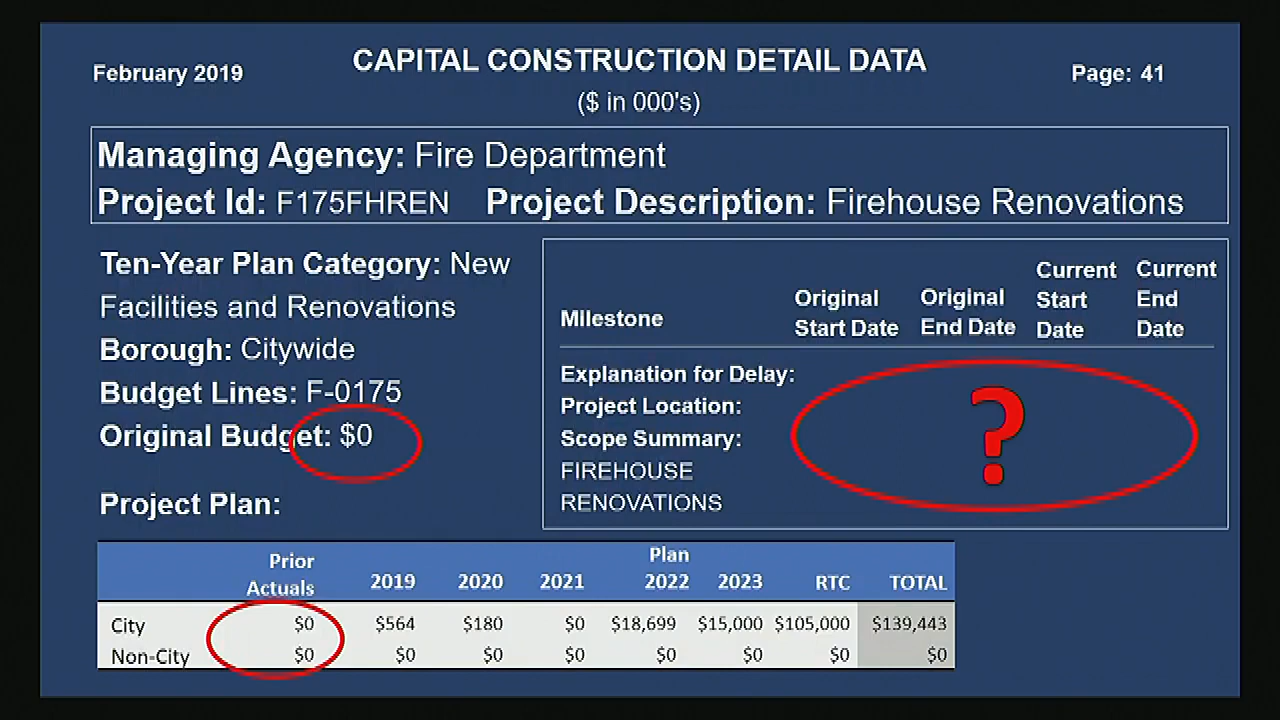 February 2019
CAPITAL CONSTRUCTION DETAIL DATA
Page: 41
($ in 000's)
Managing Agency: Fire Department
Project Id: F175FHREN Project Description: Firehouse Renovations
Ten-Year Plan Category: New
Facilities and Renovations
Borough: Citywide
Budget Lines: F-0175
Original Budget: $0
Project Plan:
Milestone
Original
Start Date
Original
End Date
Current
Start
Date
Current
End
Date
Explanation for Delay:
Project Location:
Scope Summary:
FIREHOUSE
RENOVATIONS
?
Prior Plan
Actuals 2019 2020 2021 2022 2023 RTC TOTAL
City $0 $564 $180 $0 $18,699 $15,000 $105,000 $139,443
Non-City $0 $0 $0 $0 $0 $0 $0 $0